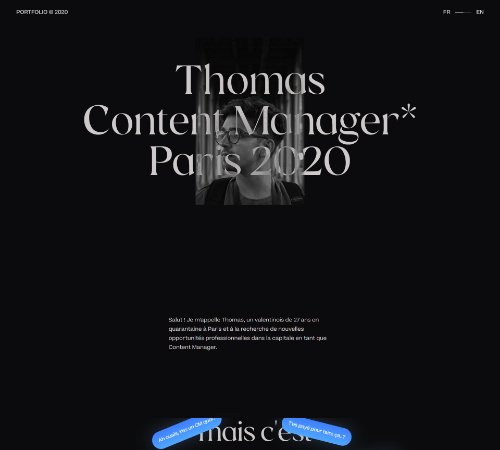 PORTFOLIO © 2020
FR EN
Thomas
Content Manager*
Paris 2020
Salut ! Je m'appelle Thomas, un valentinois de 27 ans en
quarantaine à Paris et à la recherche de nouvelles
opportunités professionnelles dans la capitale en tant que
Content Manager.
Ah ouais, t'es un CM quoi
T'es payé pour tenir ça..?
mais c'est